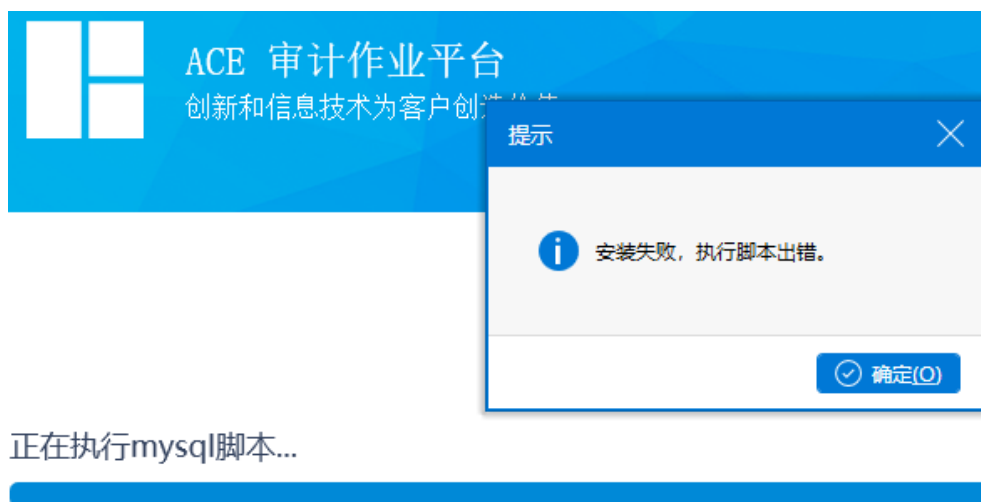 ACE 审计作业平台
创新和信息技术为客户创
提示
安装失败，执行脚本出错。
确定(O)
正在执行mysql脚本...